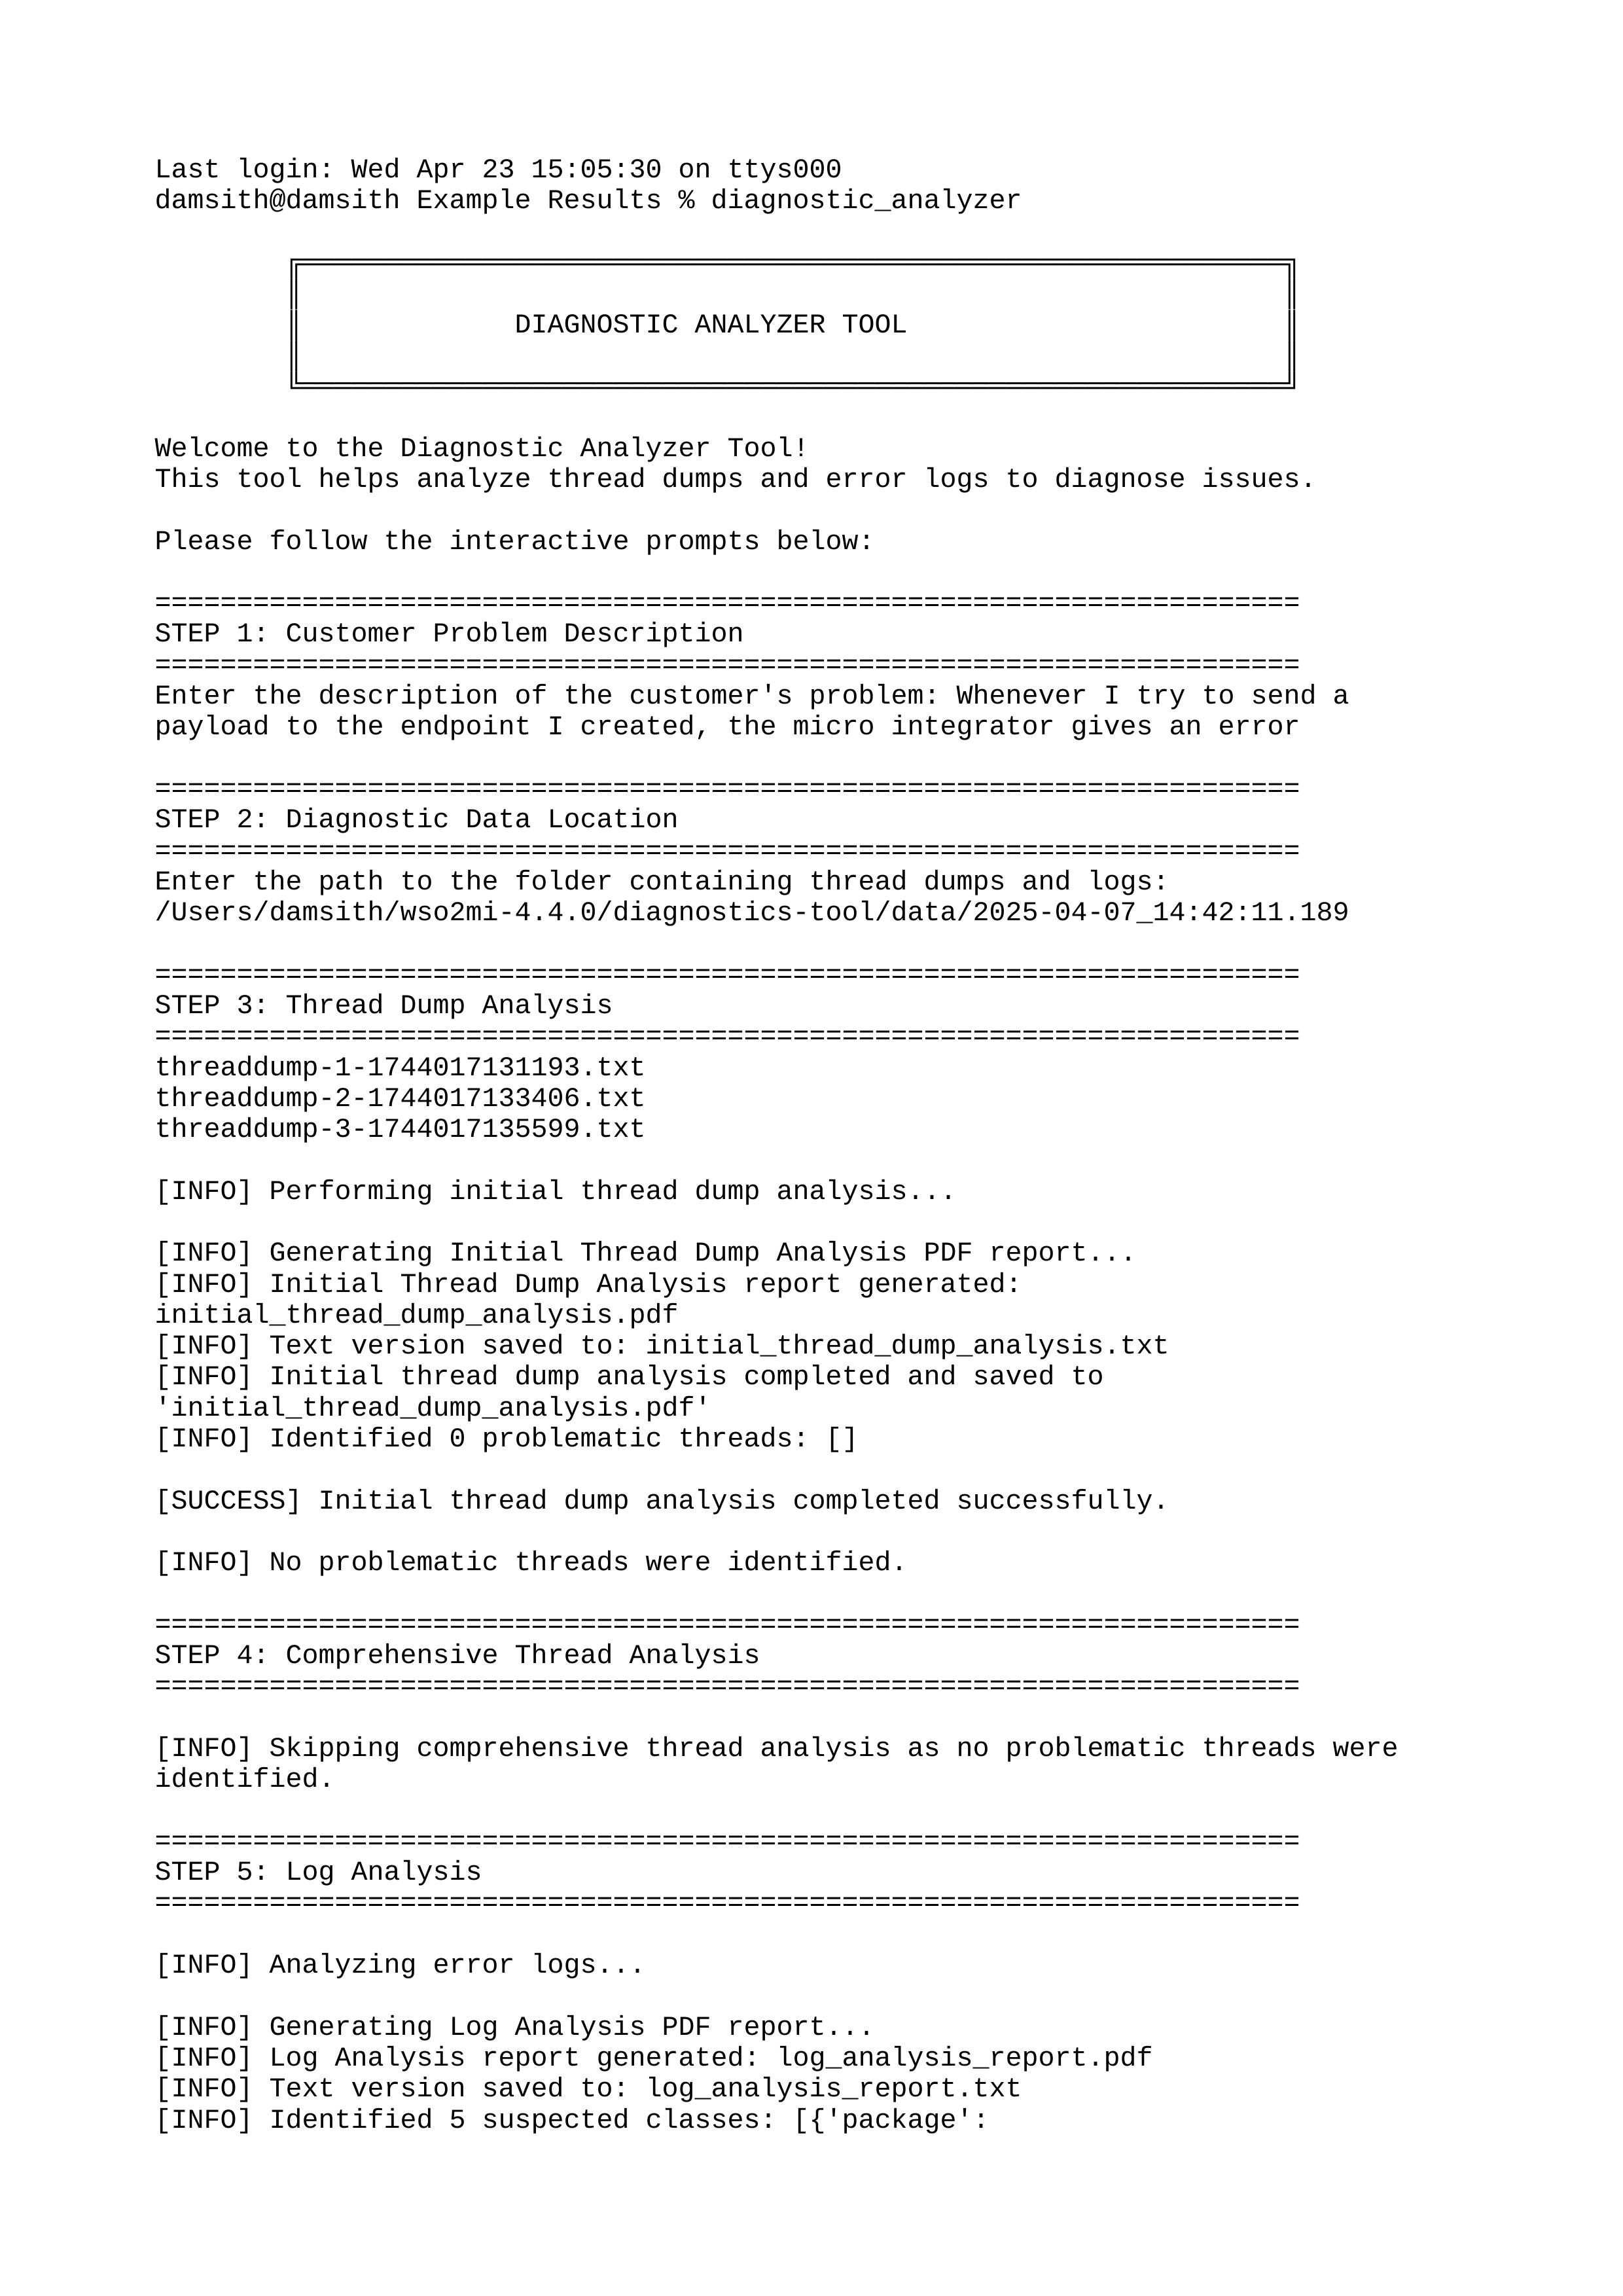 Last login: Wed Apr 23 15:05:30 on ttys000
damsith@damsith Example Results % diagnostic_analyzer
DIAGNOSTIC ANALYZER TOOL
Welcome to the Diagnostic Analyzer Tool!
This tool helps analyze thread dumps and error logs to diagnose issues.
Please follow the interactive prompts below:
======================================================================
STEP 1: Customer Problem Description
======================================================================
Enter the description of the customer's problem: Whenever I try to send a
payload to the endpoint I created, the micro integrator gives an error
======================================================================
STEP 2: Diagnostic Data Location
======================================================================
Enter the path to the folder containing thread dumps and logs:
/Users/damsith/wso2mi-4.4.0/diagnostics-tool/data/2025-04-07_14:42:11.189
======================================================================
STEP 3: Thread Dump Analysis
======================================================================
threaddump-1-1744017131193.txt
threaddump-2-1744017133406.txt
threaddump-3-1744017135599.txt
[INFO] Performing initial thread dump analysis...
[INFO] Generating Initial Thread Dump Analysis PDF report...
[INFO] Initial Thread Dump Analysis report generated:
initial_thread_dump_analysis.pdf
[INFO] Text version saved to: initial_thread_dump_analysis.txt
[INFO] Initial thread dump analysis completed and saved to
'initial_thread_dump_analysis.pdf'
[INFO] Identified 0 problematic threads: []
[SUCCESS] Initial thread dump analysis completed successfully.
[INFO] No problematic threads were identified.
======================================================================
STEP 4: Comprehensive Thread Analysis
======================================================================
[INFO] Skipping comprehensive thread analysis as no problematic threads were
identified.
======================================================================
STEP 5: Log Analysis
======================================================================
[INFO] Analyzing error logs...
[INFO] Generating Log Analysis PDF report...
[INFO] Log Analysis report generated: log_analysis_report.pdf
[INFO] Text version saved to: log_analysis_report.txt
[INFO] Identified 5 suspected classes: [{'package':